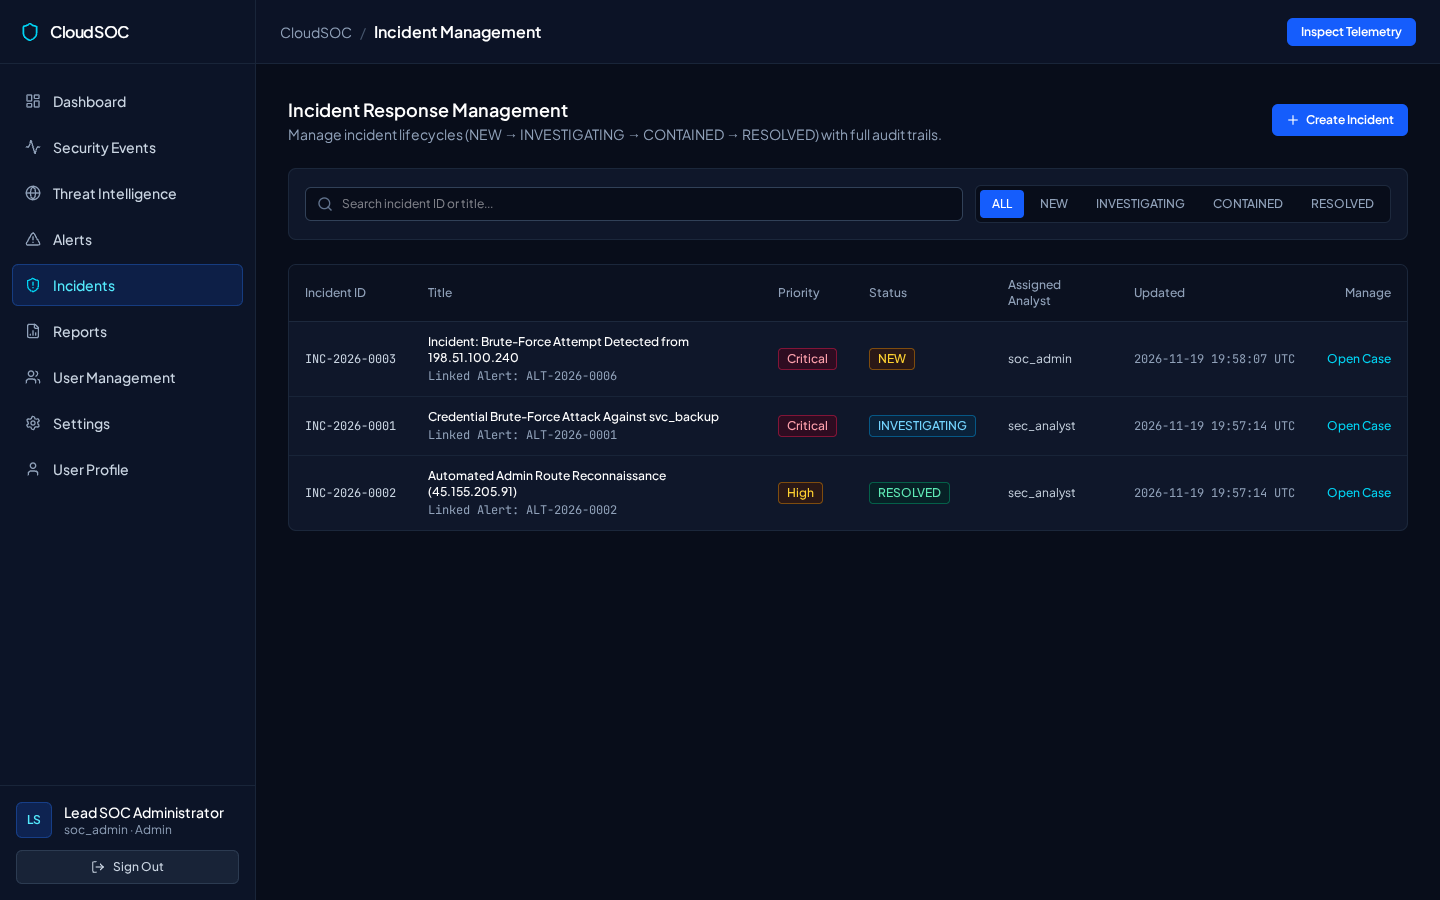 CloudSOC
CloudSOC / Incident Management
Inspect Telemetry
Dashboard
Security Events
Threat Intelligence
Alerts
Incidents
Reports
User Management
Settings
User Profile
Incident Response Management
Manage incident lifecycles (NEW → INVESTIGATING → CONTAINED → RESOLVED) with full audit trails.
Create Incident
Search incident ID or title...
ALL NEW INVESTIGATING CONTAINED RESOLVED
Incident ID Title Priority Status Assigned Analyst Updated Manage
INC-2026-0003
Incident: Brute-Force Attempt Detected from
198.51.100.240
Linked Alert: ALT-2026-0006
Critical NEW soc_admin 2026-11-19 19:58:07 UTC Open Case
INC-2026-0001
Credential Brute-Force Attack Against svc_backup
Linked Alert: ALT-2026-0001
Critical INVESTIGATING sec_analyst 2026-11-19 19:57:14 UTC Open Case
INC-2026-0002
Automated Admin Route Reconnaissance
(45.155.205.91)
Linked Alert: ALT-2026-0002
High RESOLVED sec_analyst 2026-11-19 19:57:14 UTC Open Case
LS
Lead SOC Administrator
soc_admin · Admin
Sign Out